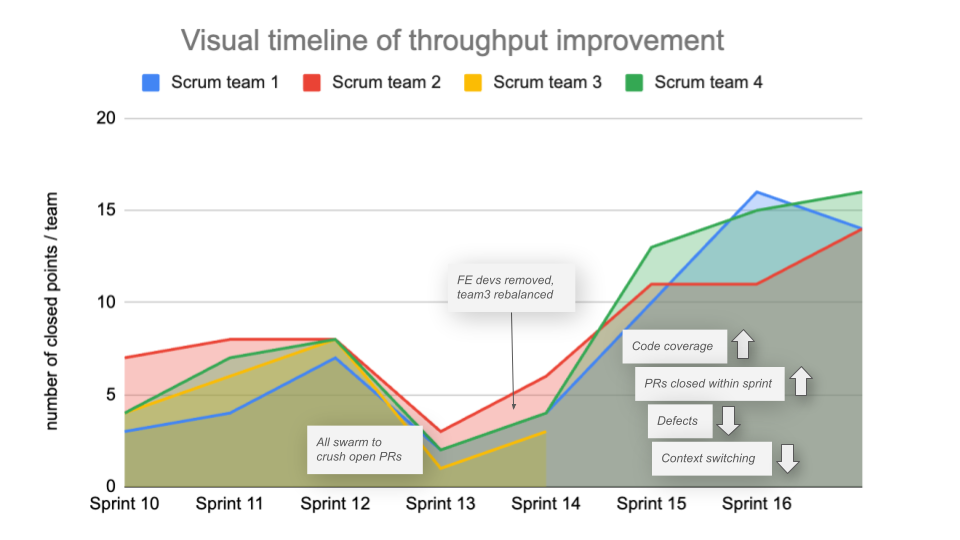 Visual timeline of throughput improvement
Scrum team 1 Scrum team 2 Scrum team 3 Scrum team 4
number of closed points / team
20
15
10
5
0
FE devs removed,
team3 rebalanced
All swarm to
crush open PRs
Code coverage
PRs closed within sprint
Defects
Context switching
Sprint 10 Sprint 11 Sprint 12 Sprint 13 Sprint 14 Sprint 15 Sprint 16